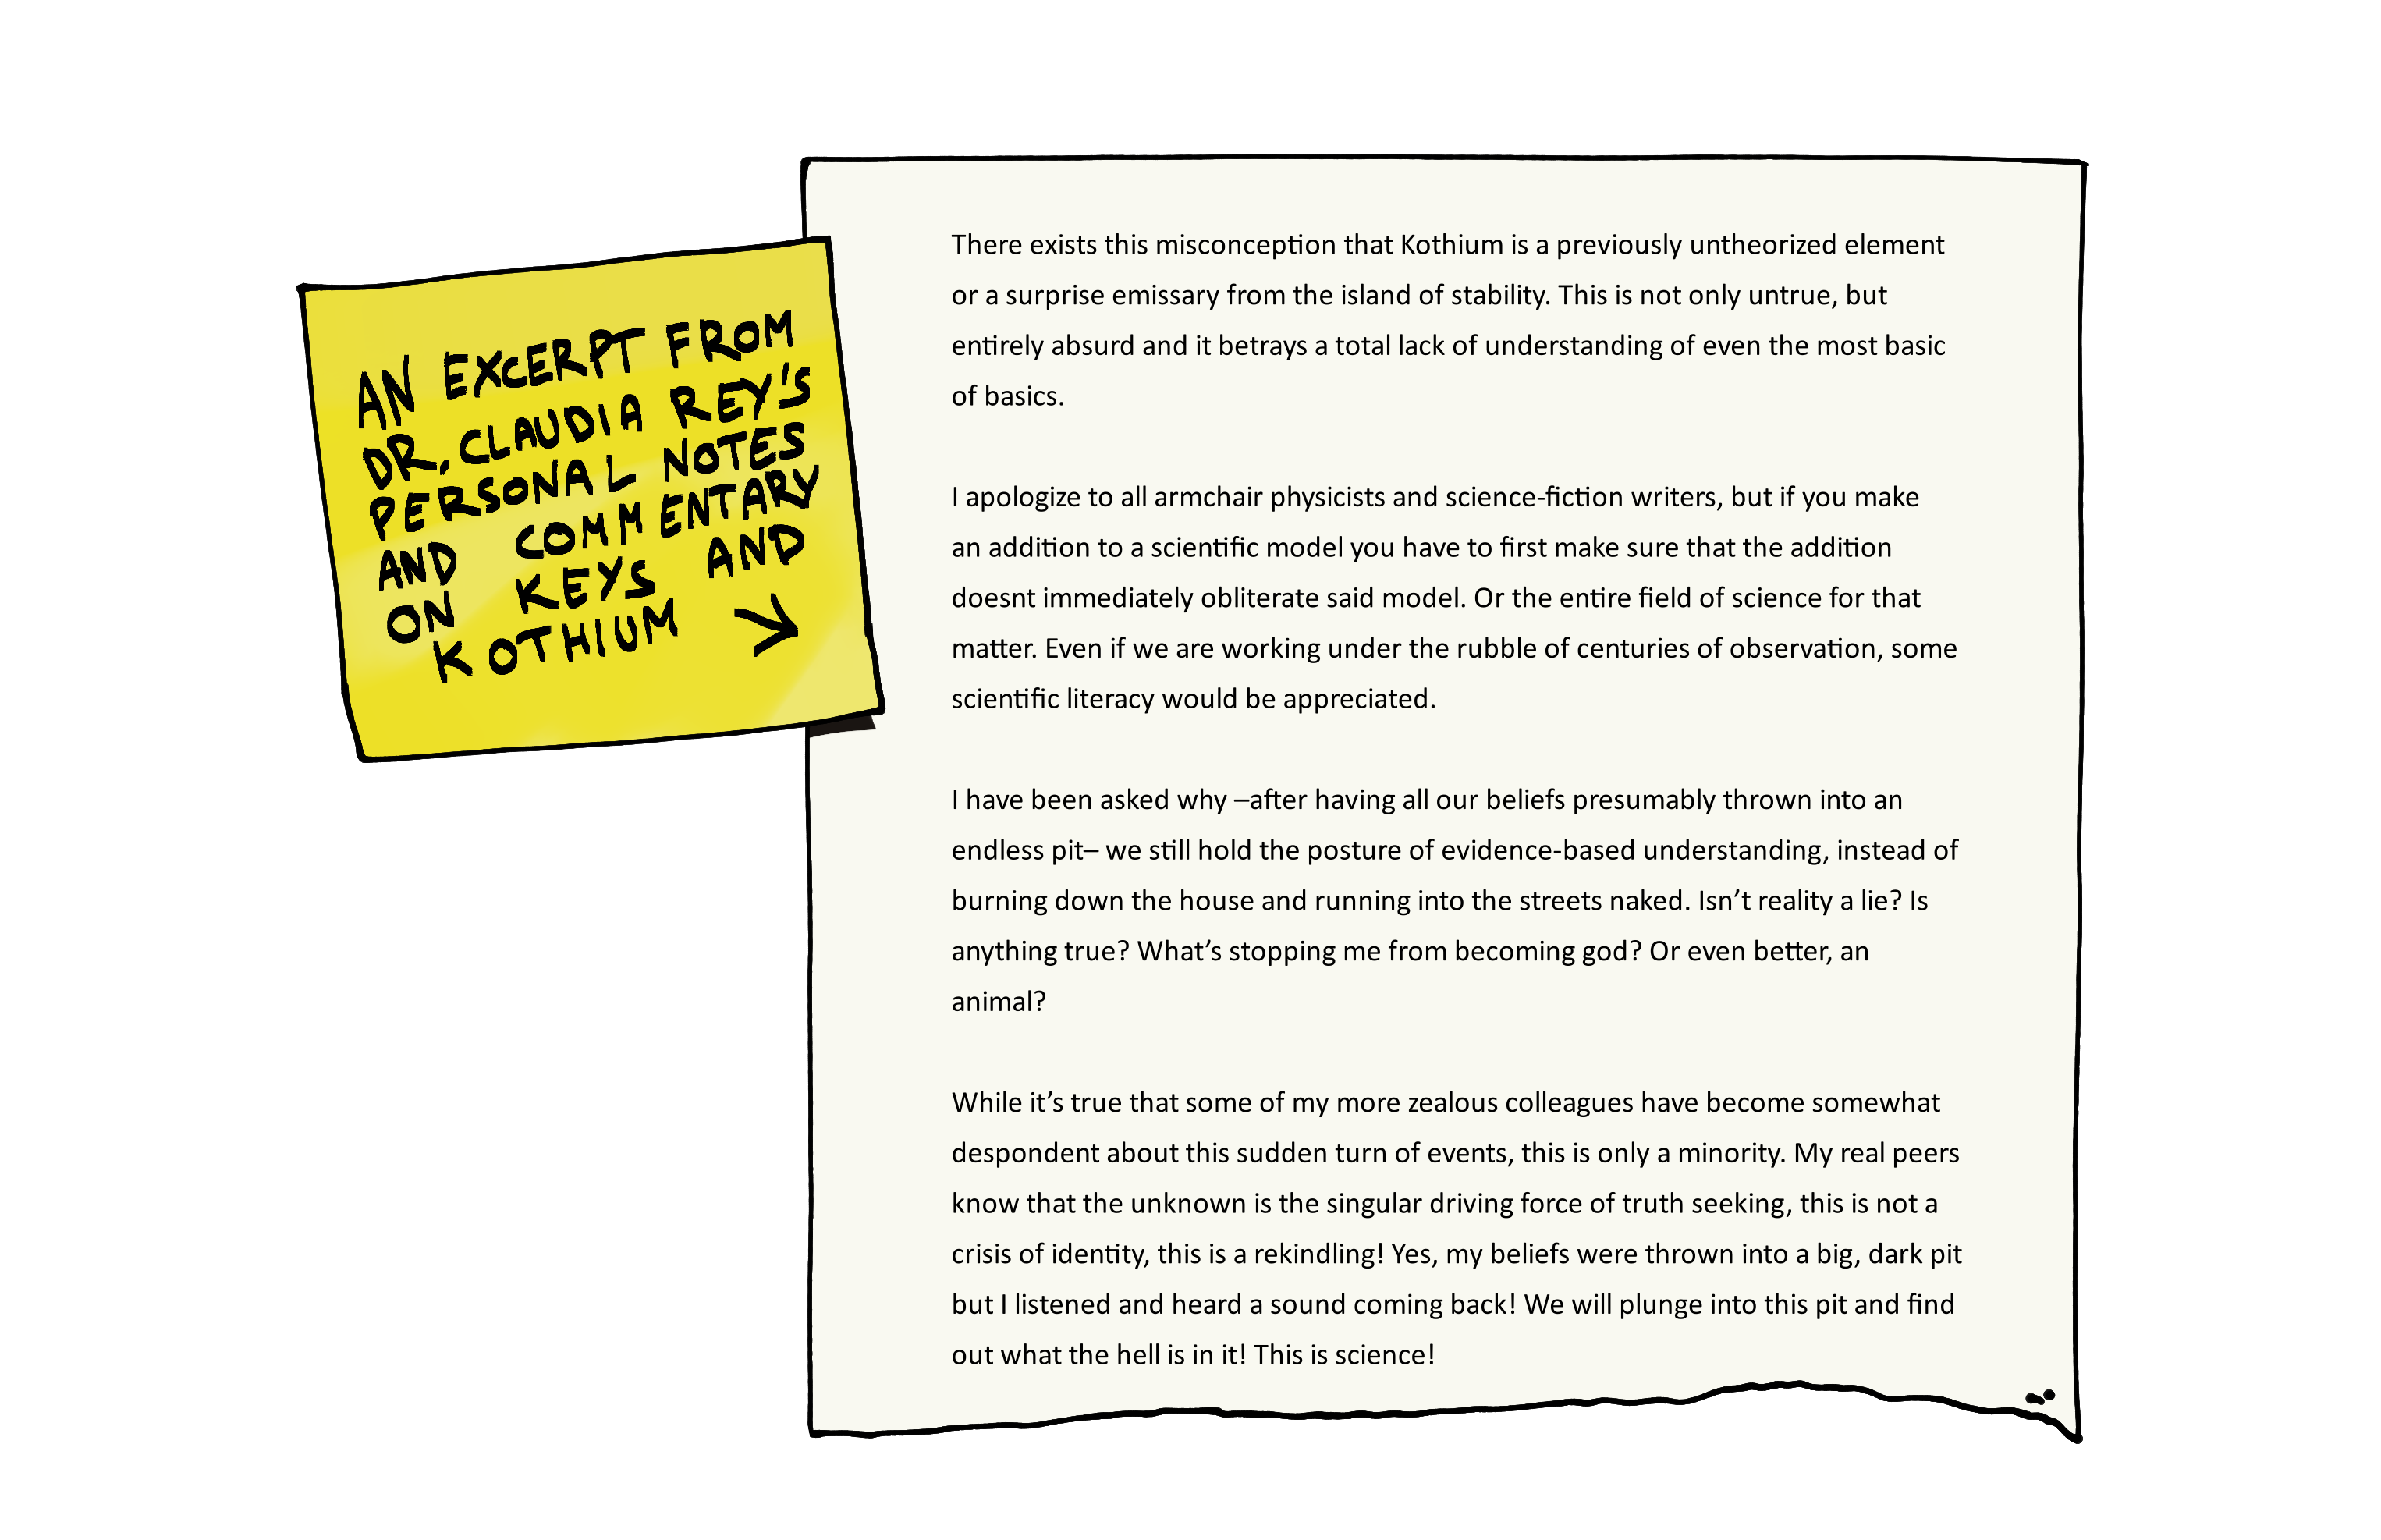 AN EXCERPT FROM
DR. CLAUDIA REY'S
PERSONAL NOTES
AND COMMENTARY
ON KEYS AND
KOTHIUM →
There exists this misconception that Kothium is a previously untheorized element
or a surprise emissary from the island of stability. This is not only untrue, but
entirely absurd and it betrays a total lack of understanding of even the most basic
of basics.
I apologize to all armchair physicists and science-fiction writers, but if you make
an addition to a scientific model you have to first make sure that the addition
doesnt immediately obliterate said model. Or the entire field of science for that
matter. Even if we are working under the rubble of centuries of observation, some
scientific literacy would be appreciated.
I have been asked why –after having all our beliefs presumably thrown into an
endless pit– we still hold the posture of evidence-based understanding, instead of
burning down the house and running into the streets naked. Isn’t reality a lie? Is
anything true? What’s stopping me from becoming god? Or even better, an
animal?
While it’s true that some of my more zealous colleagues have become somewhat
despondent about this sudden turn of events, this is only a minority. My real peers
know that the unknown is the singular driving force of truth seeking, this is not a
crisis of identity, this is a rekindling! Yes, my beliefs were thrown into a big, dark pit
but I listened and heard a sound coming back! We will plunge into this pit and find
out what the hell is in it! This is science!